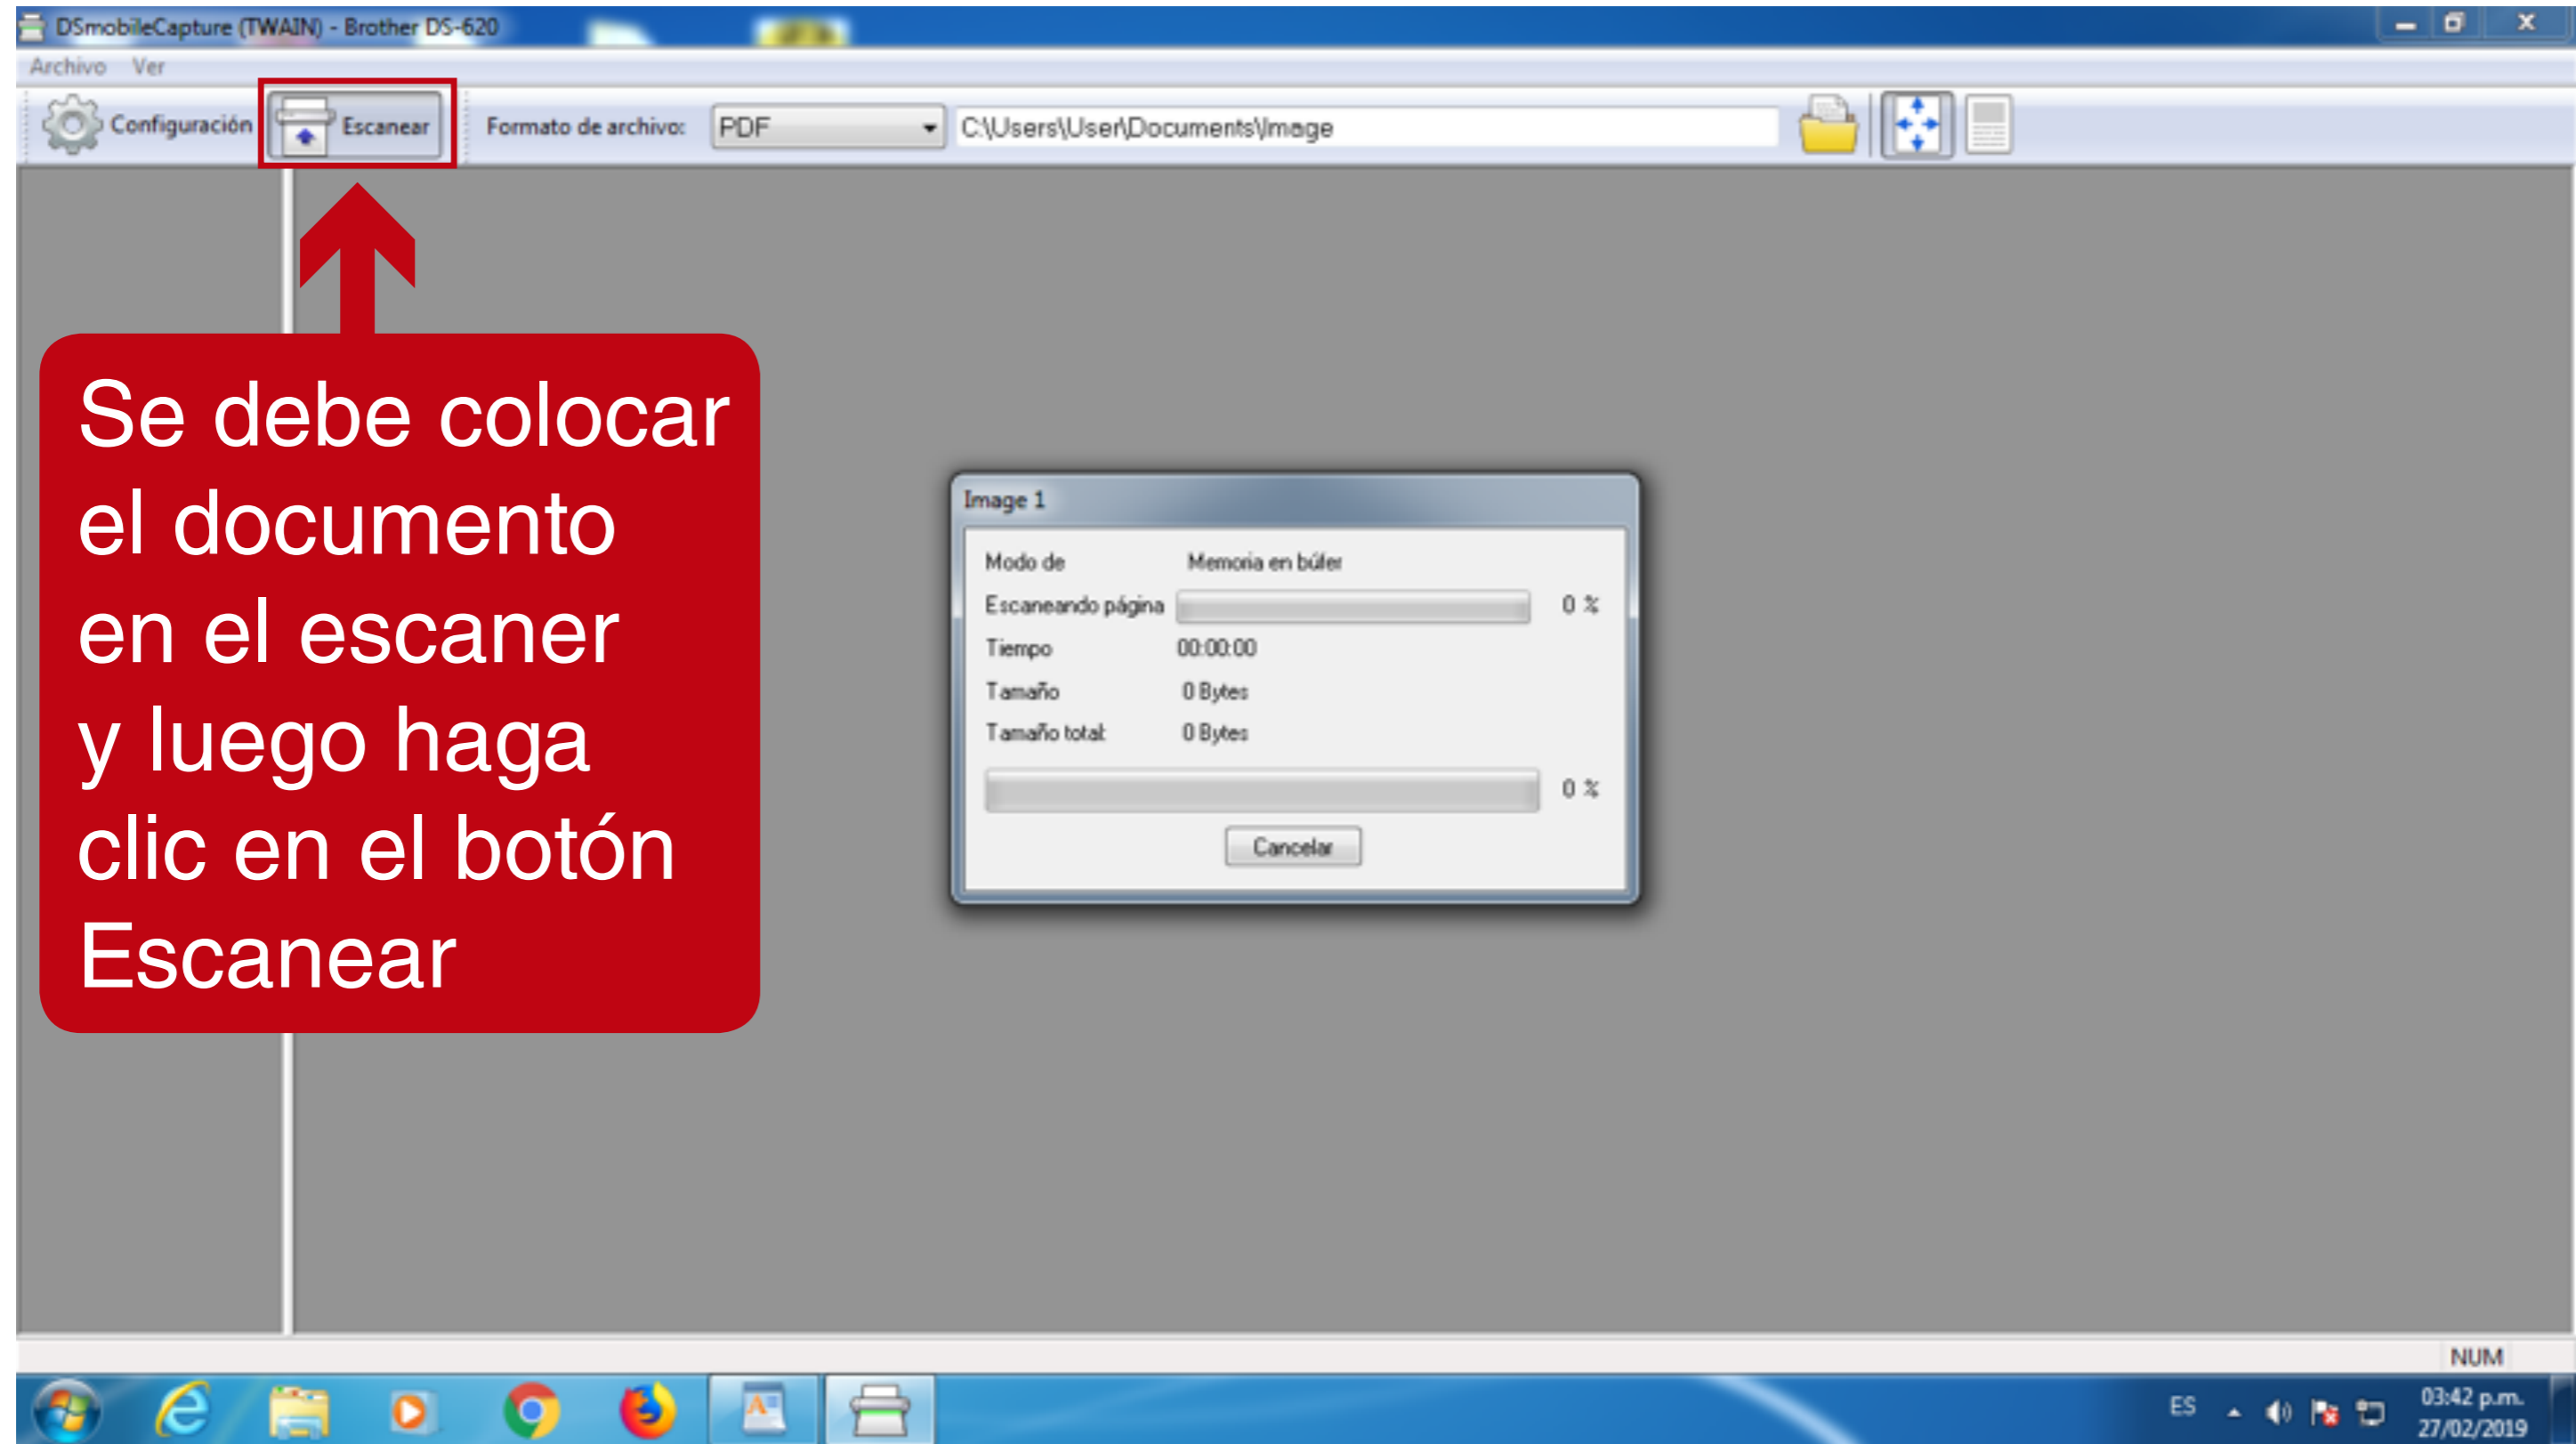 DSmobileCapture (TWAIN) - Brother DS-620
Archivo Ver
Configuración Escanear Formato de archivo: PDF C:\Users\User\Documents\Image
Se debe colocar
el documento
en el escaner
y luego haga
clic en el botón
Escanear
Image 1
Modo de Memoria en búfer
Escaneando página 0 %
Tiempo 00:00:00
Tamaño 0 Bytes
Tamaño total: 0 Bytes
0 %
Cancelar
NUM
ES 03:42 p.m.
27/02/2019